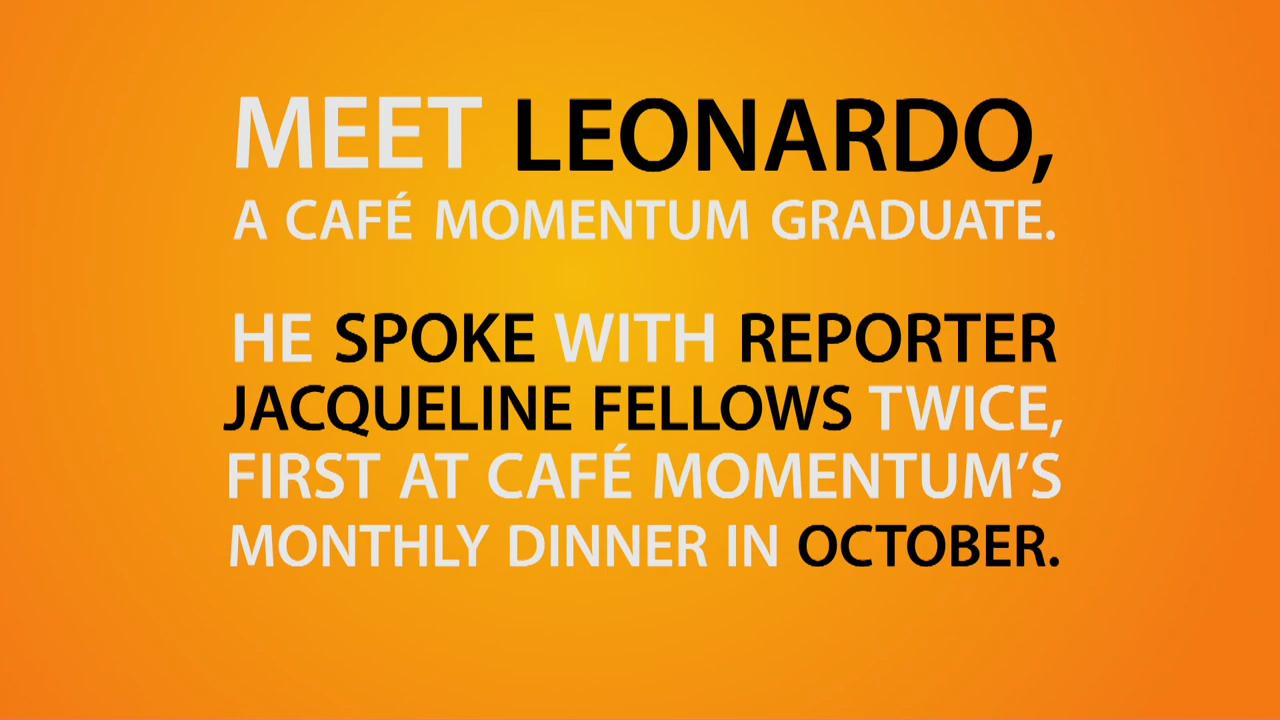 MEET LEONARDO,
A CAFÉ MOMENTUM GRADUATE.
HE SPOKE WITH REPORTER
JACQUELINE FELLOWS TWICE,
FIRST AT CAFÉ MOMENTUM’S
MONTHLY DINNER IN OCTOBER.